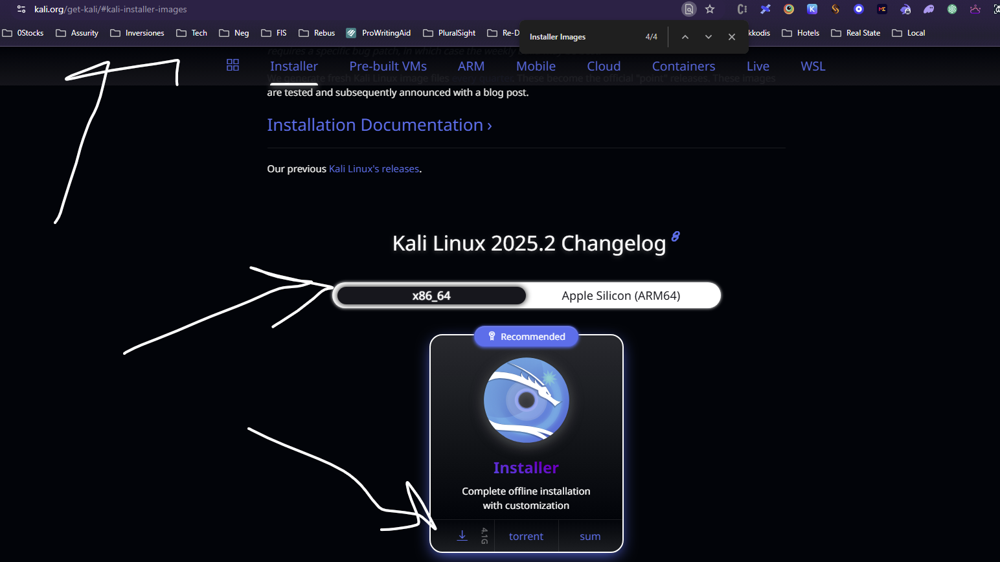 kali.org/get-kali/#kali-installer-images
0Stocks Assurity Inversiones Tech Neg FIS Rebus ProWritingAid PluralSight Re-D kkodis Hotels Real State Local
Installer Images 4/4
requires a specific bug patch, in which case the weekly
Installer Pre-built VMs ARM Mobile Cloud Containers Live WSL
We generate fresh Kali Linux image files every quarter. These become the official "point" releases. These images
are tested and subsequently announced with a blog post.
Installation Documentation ›
Our previous Kali Linux's releases.
Kali Linux 2025.2 Changelog
x86_64 Apple Silicon (ARM64)
Recommended
Installer
Complete offline installation
with customization
4.1G torrent sum